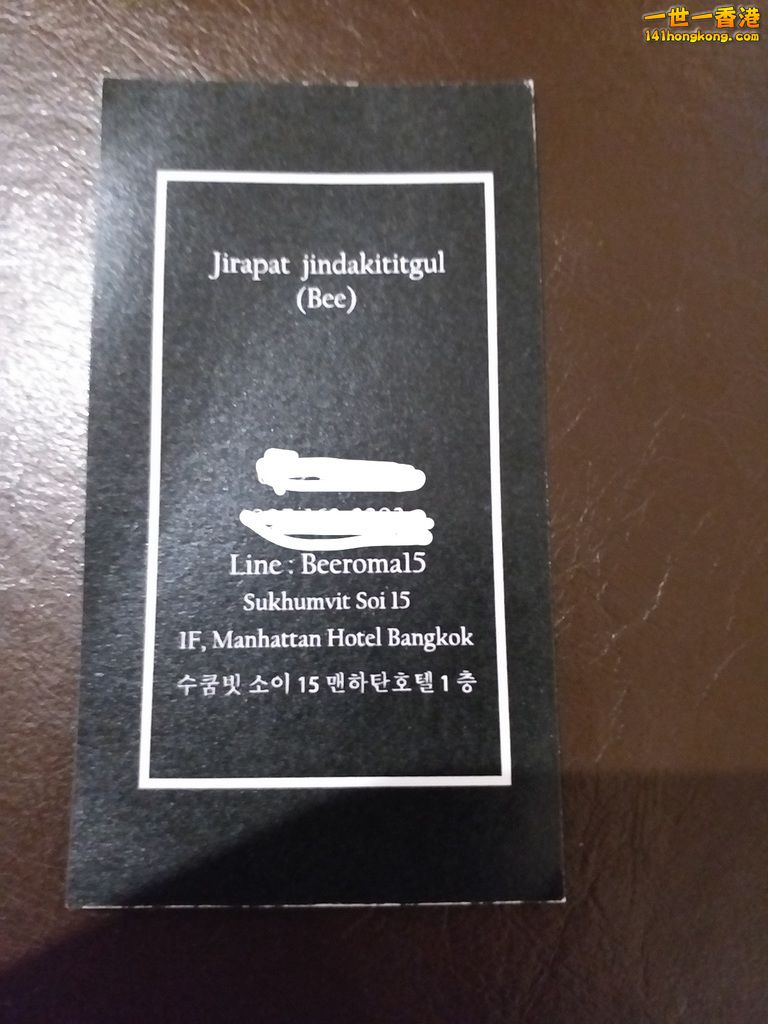 一世一香港
141hongkong.com
Jirapat jindakititgul
(Bee)
Line : Beeroma15
Sukhumvit Soi 15
1F, Manhattan Hotel Bangkok
수쿰빗 소이 15 맨하탄호텔 1 층